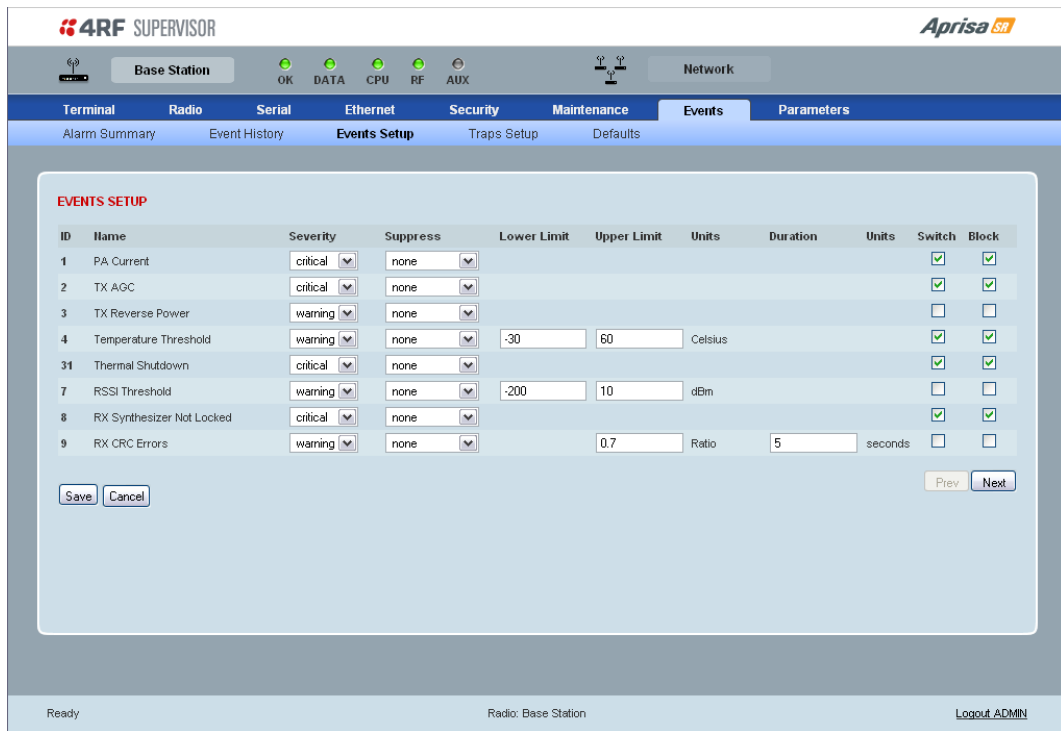 4RF SUPERVISOR Aprisa SR
Base Station OK DATA CPU RF AUX Network
Terminal Radio Serial Ethernet Security Maintenance Events Parameters
Alarm Summary Event History Events Setup Traps Setup Defaults
EVENTS SETUP
ID Name Severity Suppress Lower Limit Upper Limit Units Duration Units Switch Block
1 PA Current critical none
2 TX AGC critical none
3 TX Reverse Power warning none
4 Temperature Threshold warning none -30 60 Celsius
31 Thermal Shutdown critical none
7 RSSI Threshold warning none -200 10 dBm
8 RX Synthesizer Not Locked critical none
9 RX CRC Errors warning none 0.7 Ratio 5 seconds
Save Cancel Prev Next
Ready Radio: Base Station Logout ADMIN